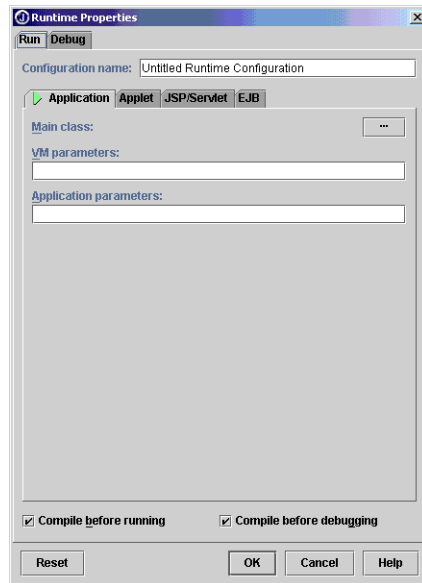 Runtime Properties
Run Debug
Configuration name: Untitled Runtime Configuration
Application Applet JSP/Servlet EJB
Main class: ...
VM parameters:
Application parameters:
Compile before running Compile before debugging
Reset OK Cancel Help